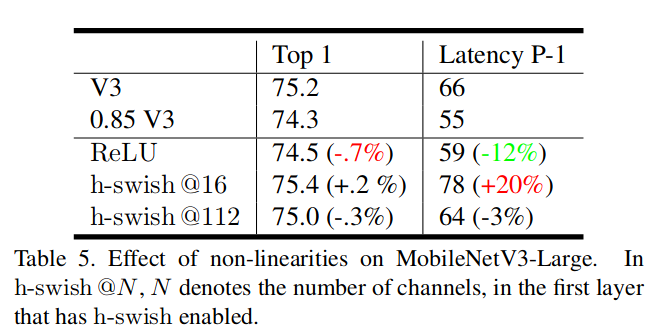 Top 1 Latency P-1
V3 75.2 66
0.85 V3 74.3 55
ReLU 74.5 (-.7%) 59 (-12%)
h-swish @16 75.4 (+.2 %) 78 (+20%)
h-swish @112 75.0 (-.3%) 64 (-3%)
Table 5. Effect of non-linearities on MobileNetV3-Large. In
h-swish @N, N denotes the number of channels, in the first layer
that has h-swish enabled.